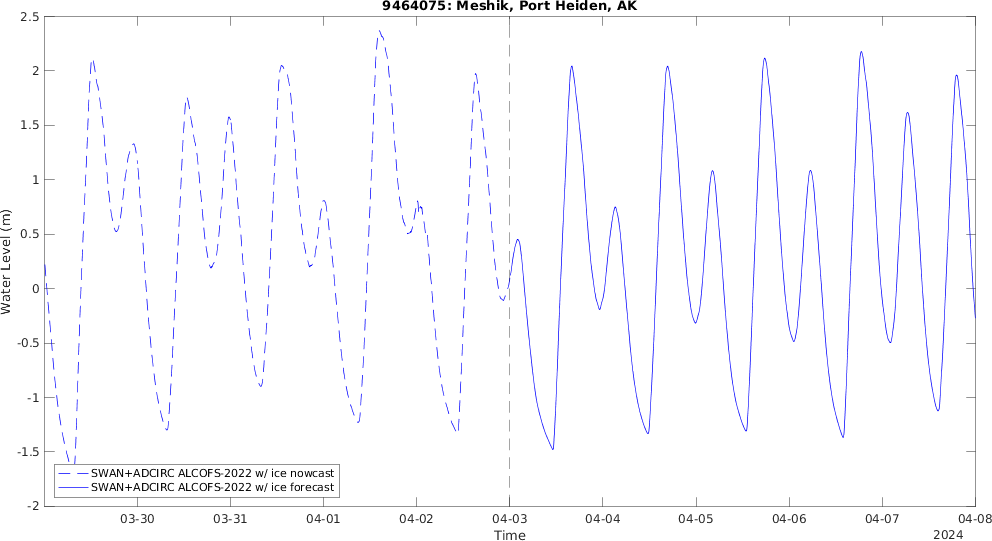 9464075: Meshik, Port Heiden, AK
2.5
2
1.5
1
0.5
0
-0.5
-1
-1.5
-2
Water Level (m)
SWAN+ADCIRC ALCOFS-2022 w/ ice nowcast
SWAN+ADCIRC ALCOFS-2022 w/ ice forecast
03-30 03-31 04-01 04-02 04-03 04-04 04-05 04-06 04-07 04-08
Time
2024